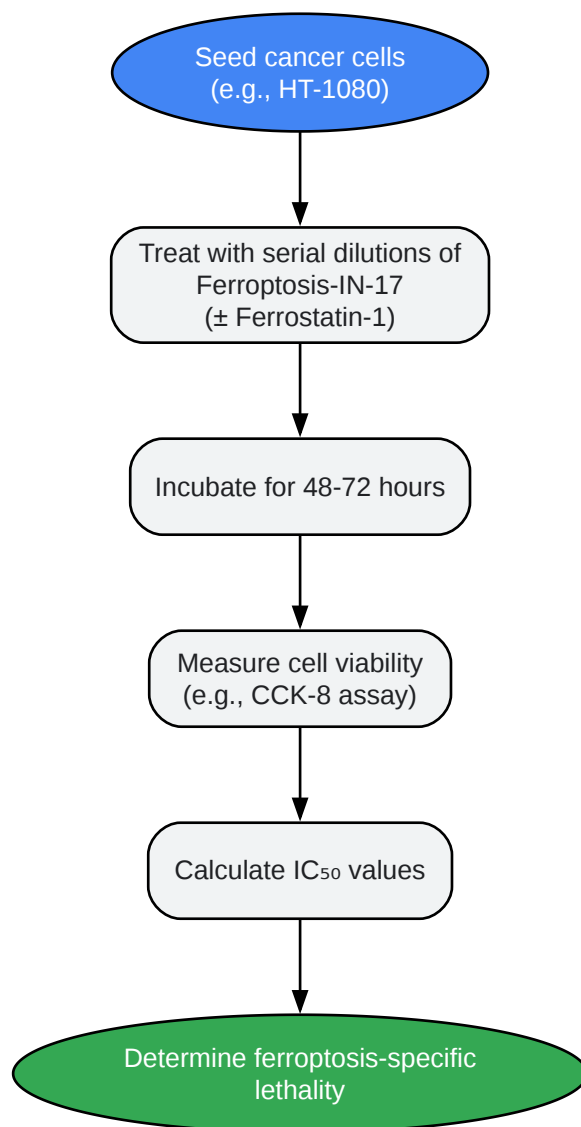 Seed cancer cells
(e.g., HT-1080)
Treat with serial dilutions of
Ferroptosis-IN-17
(± Ferrostatin-1)
Incubate for 48-72 hours
Measure cell viability
(e.g., CCK-8 assay)
Calculate IC₅₀ values
Determine ferroptosis-specific
lethality